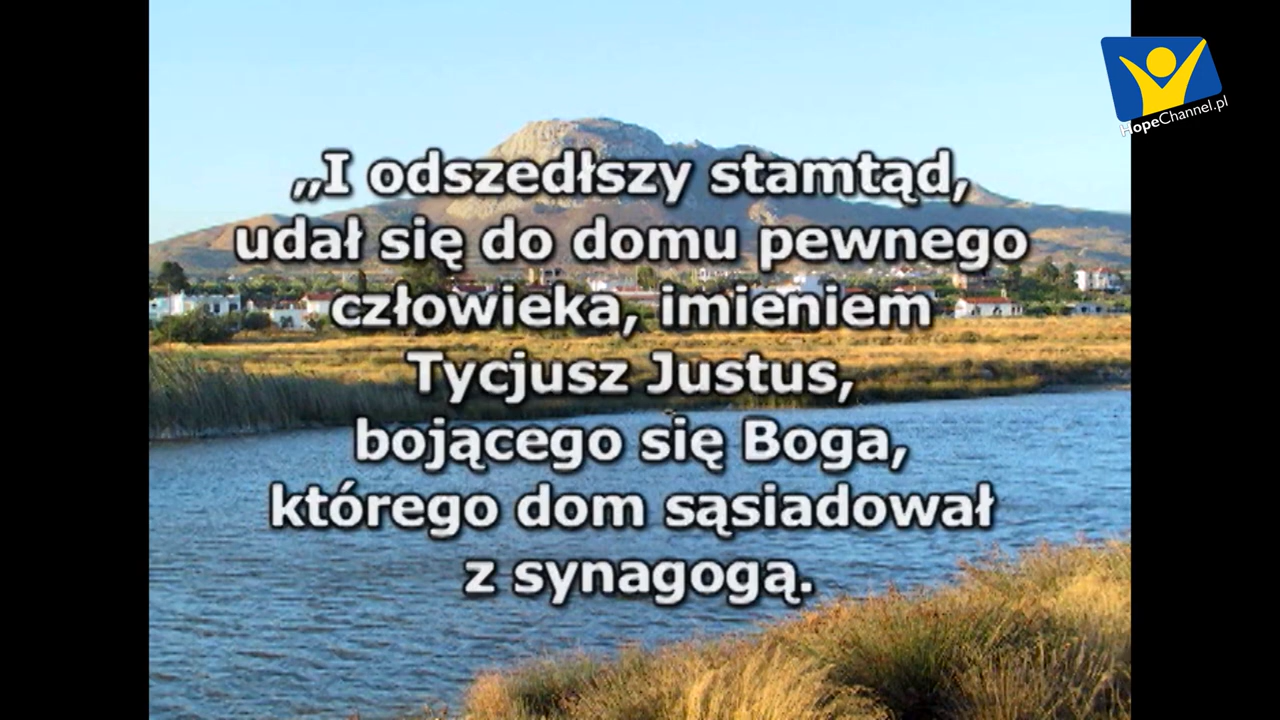 HopeChannel.pl
„I odszedłszy stamtąd,
udał się do domu pewnego
człowieka, imieniem
Tycjusz Justus,
bojącego się Boga,
którego dom sąsiadował
z synagogą.